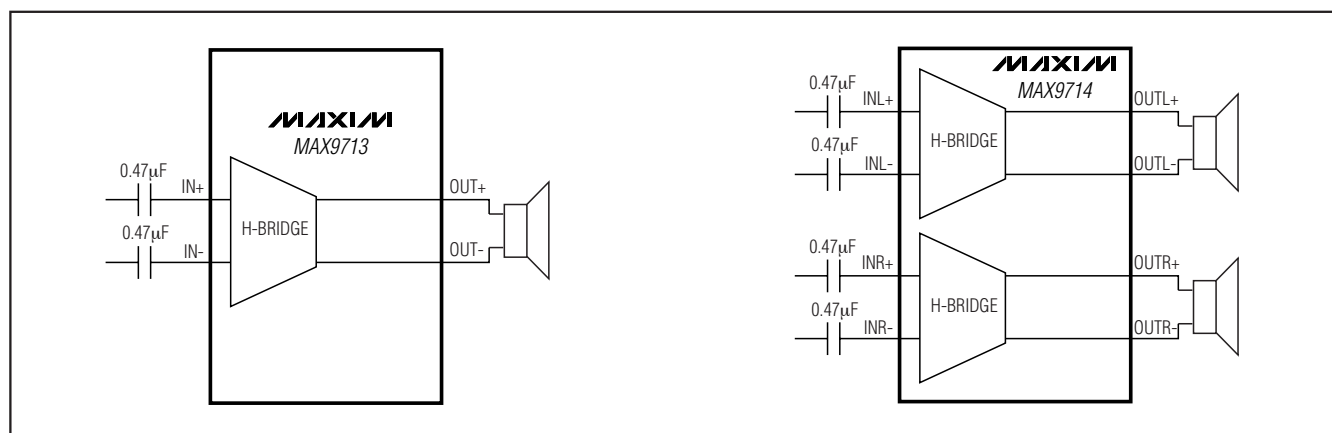 MAXIM
MAX9713
0.47µF
IN+
0.47µF
IN-
H-BRIDGE
OUT+
OUT-
MAXIM
MAX9714
0.47µF
INL+
0.47µF
INL-
H-BRIDGE
OUTL+
OUTL-
0.47µF
INR+
0.47µF
INR-
H-BRIDGE
OUTR+
OUTR-